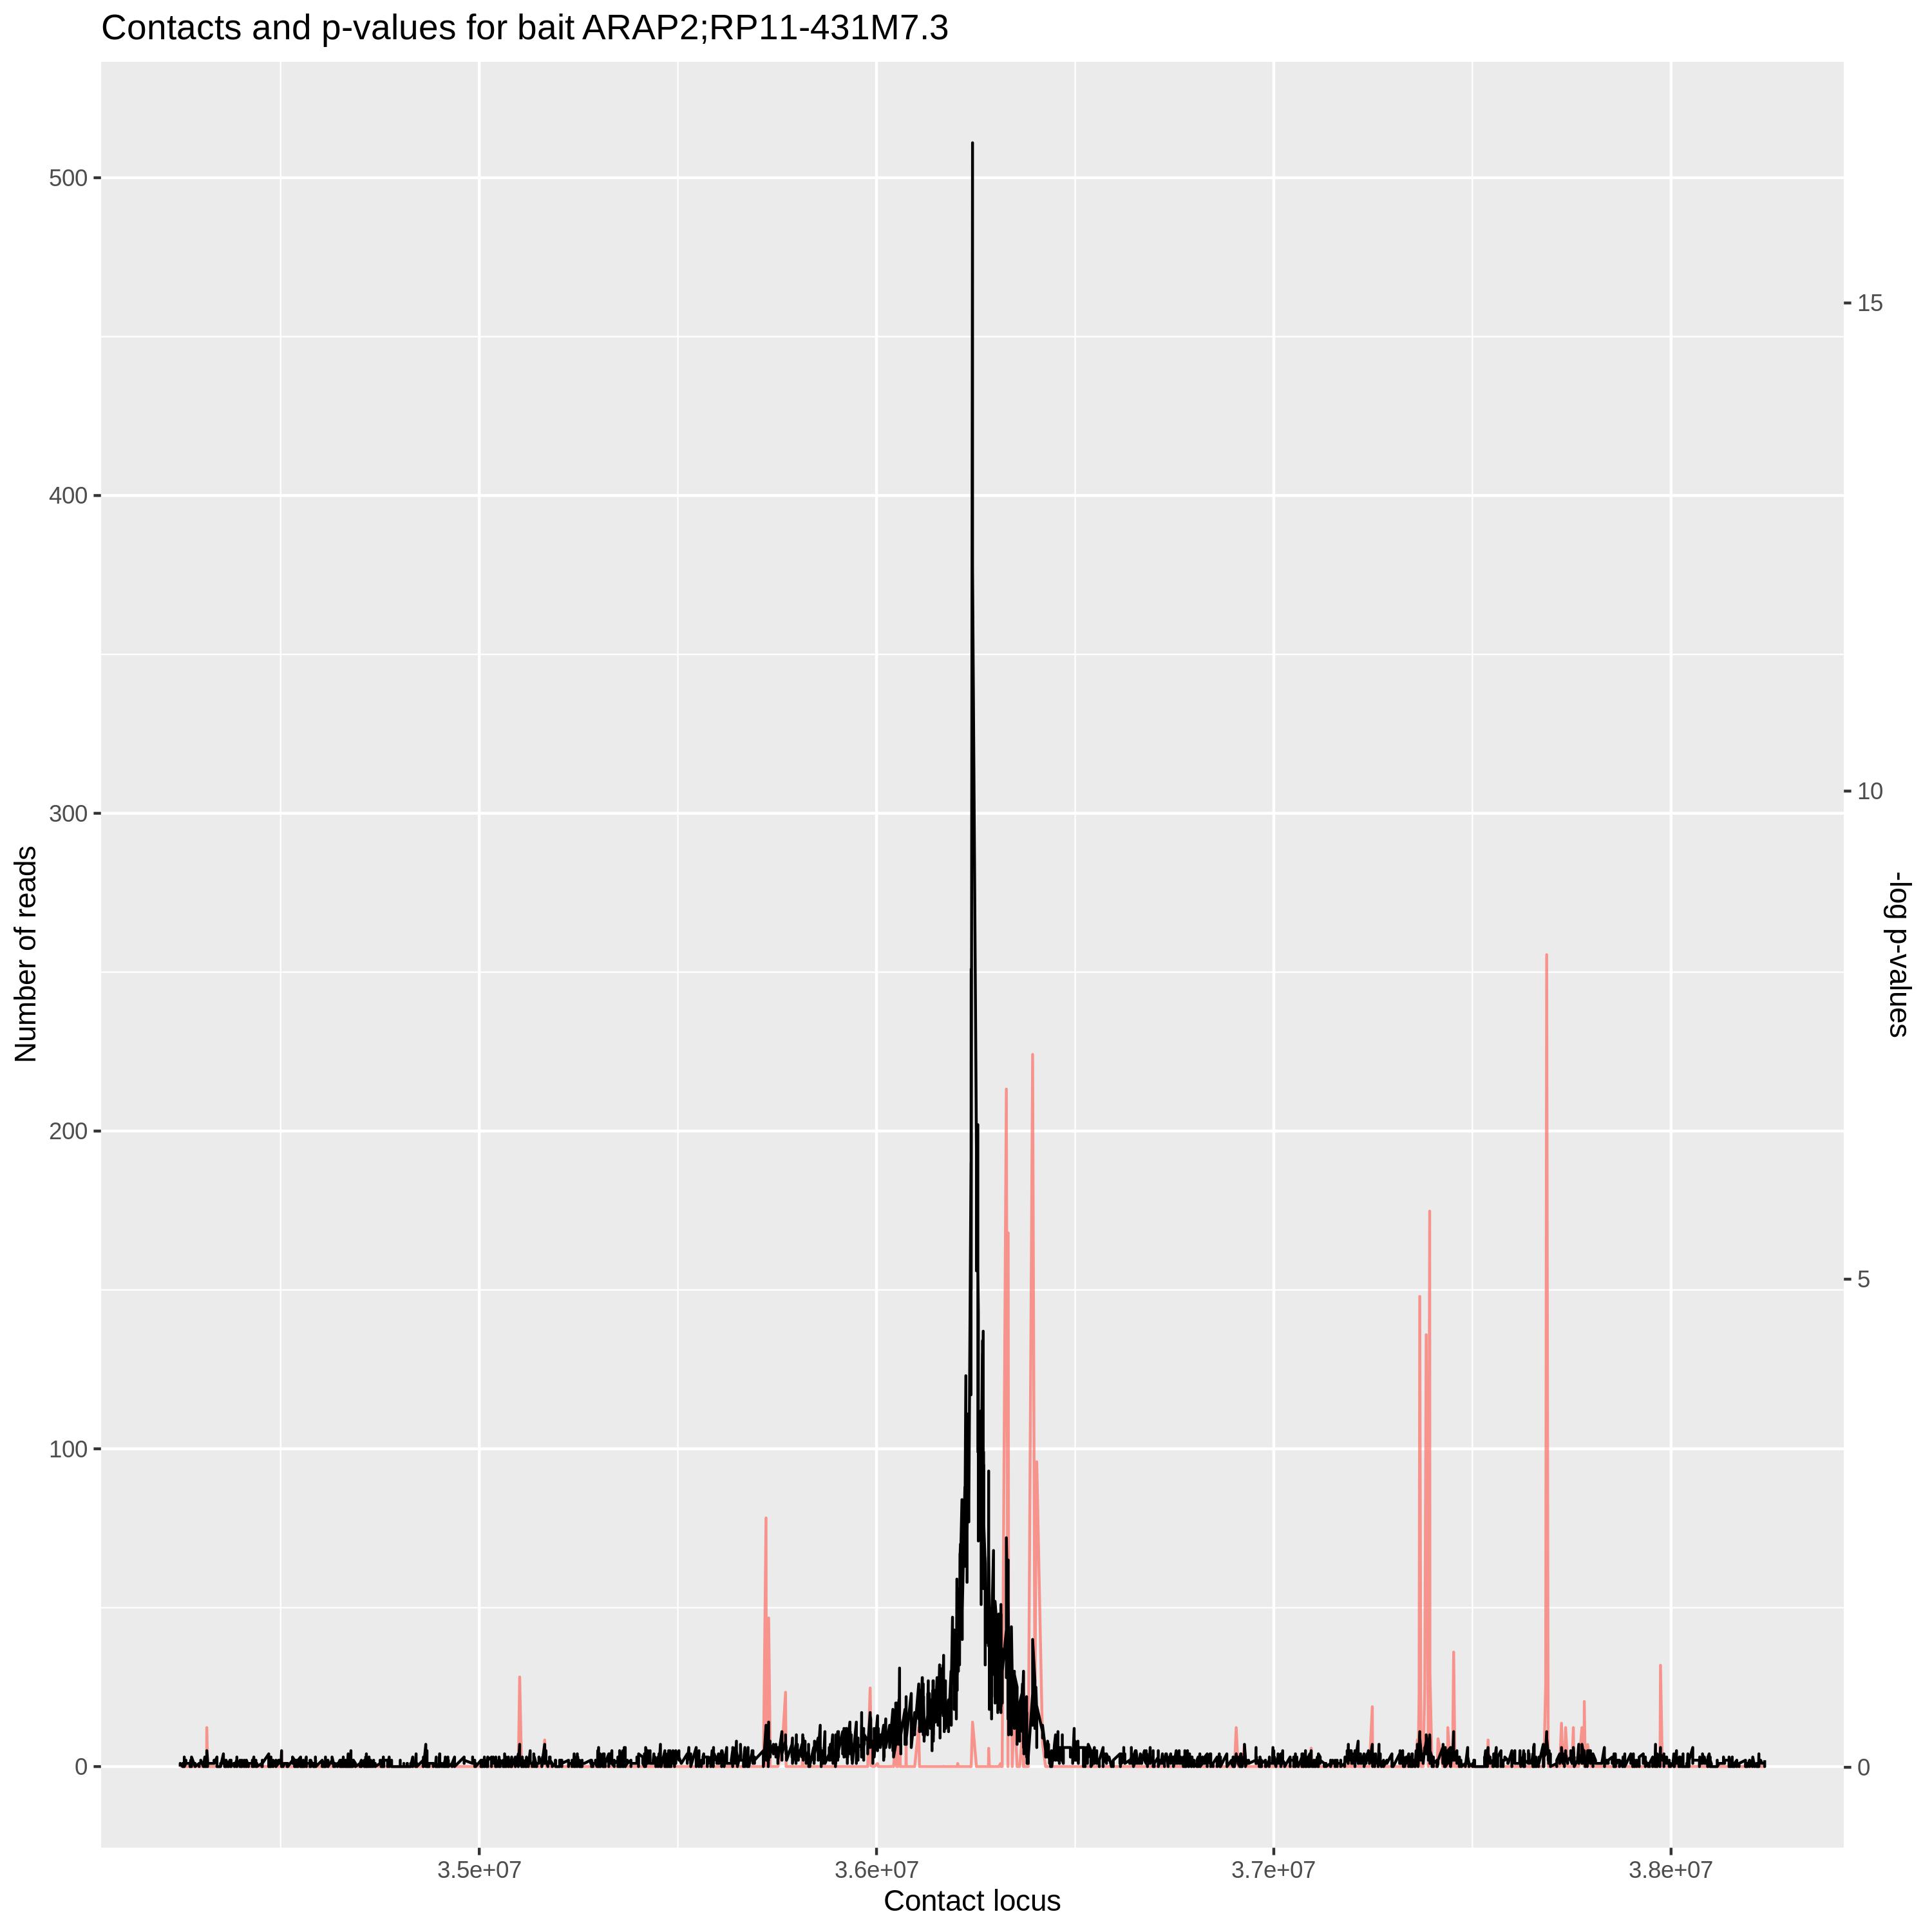 Contacts and p-values for bait ARAP2;RP11-431M7.3
500
400
300
200
100
0
Number of reads
15
10
5
0
-log p-values
3.5e+07
3.6e+07
3.7e+07
3.8e+07
Contact locus